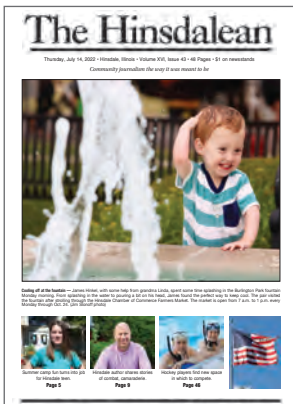 The Hinsdalean
Thursday, July 14, 2022 • Hinsdale, Illinois • Volume XVI, Issue 43 • 48 Pages • $1 on newsstands
Community journalism the way it was meant to be
Cooling off at the fountain — James Hinkel, with some help from grandma Linda, spent some time splashing in the Burlington Park fountain
Monday morning. From splashing in the water to pouring a bit on his head, James found the perfect way to keep cool. The pair visited
the fountain after strolling through the Hinsdale Chamber of Commerce Farmers Market. The market is open from 7 a.m. to 1 p.m. every
Monday through Oct. 24. (Jim Slonoff photo)
Summer camp fun turns into job
for Hinsdale teen.
Page 5
Hinsdale author shares stories
of combat, camaraderie.
Page 9
Hockey players find new space
in which to compete.
Page 46